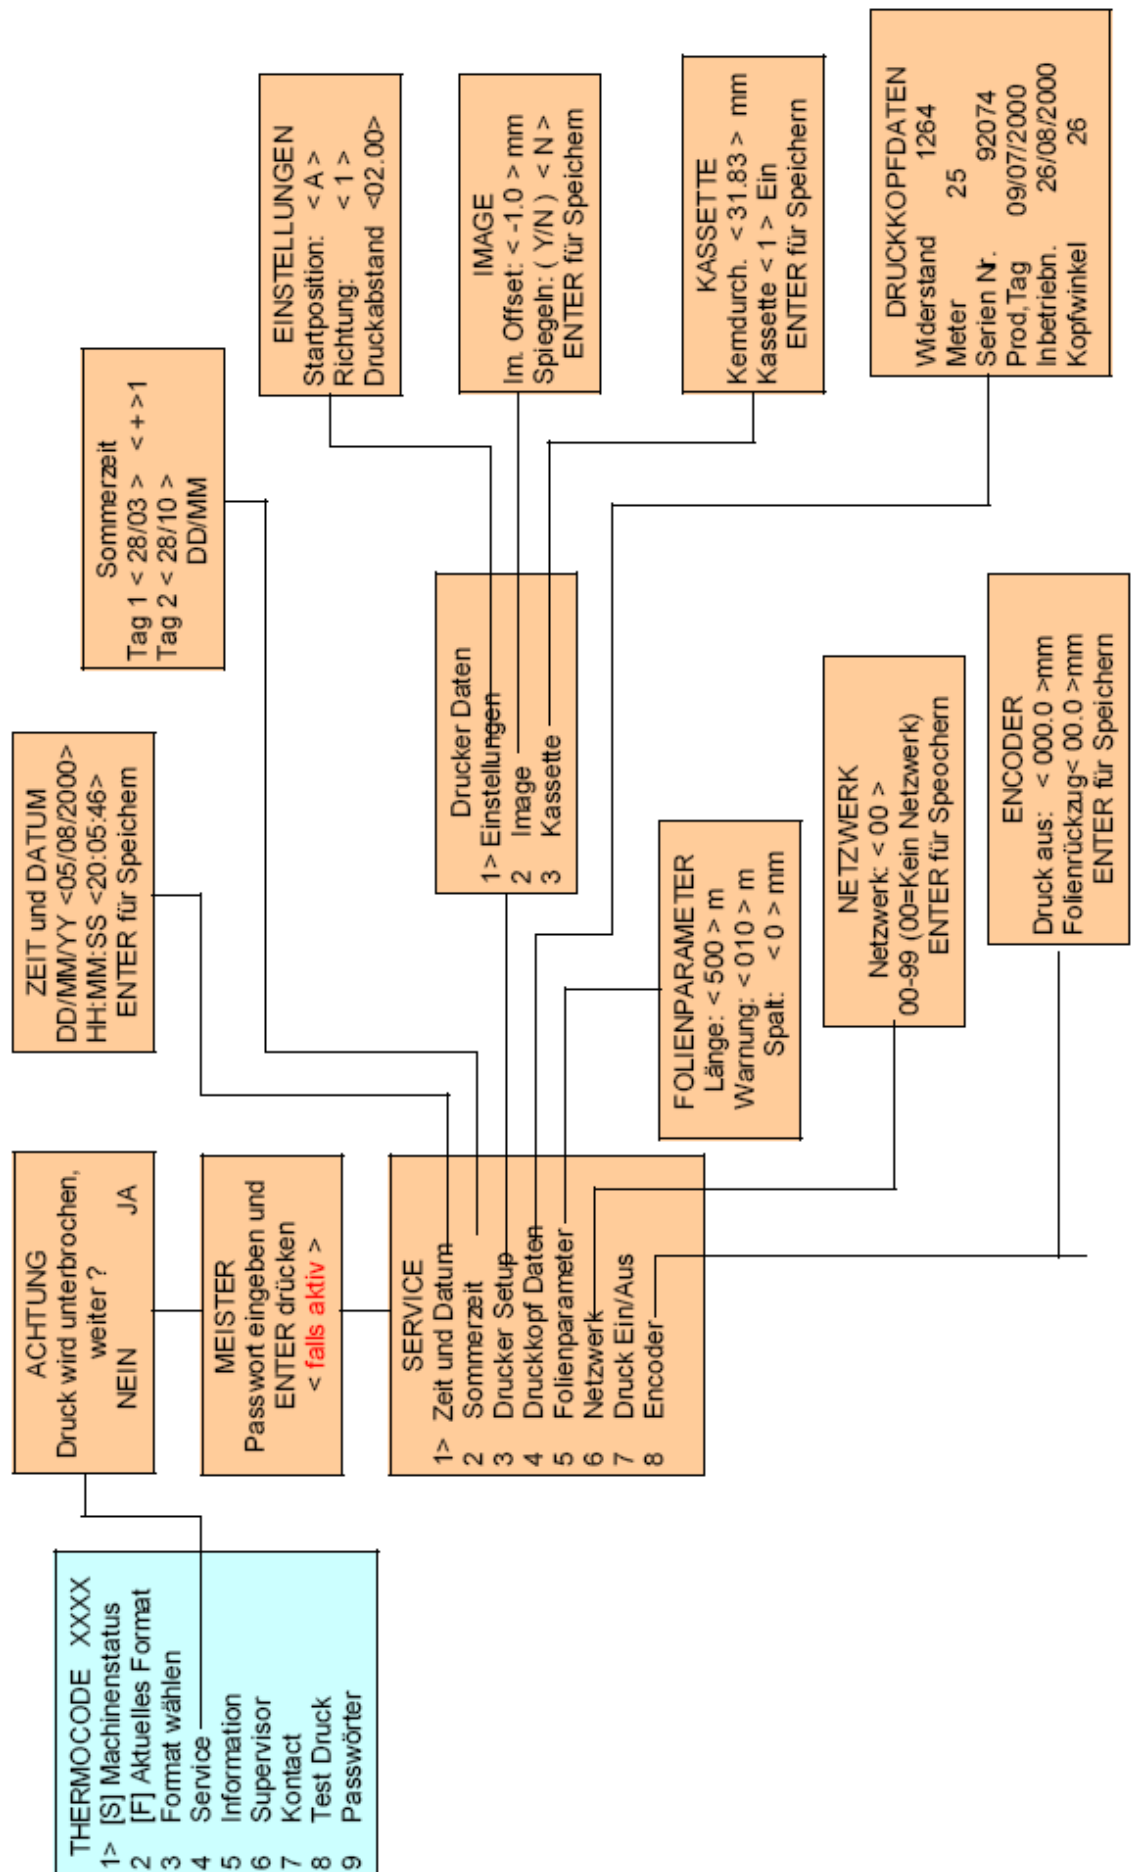 THERMOCODE XXXX
1> [S] Machinenstatus
2 [F] Aktuelles Format
3 Format wählen
4 Service
5 Information
6 Supervisor
7 Kontact
8 Test Druck
9 Passwörter
ACHTUNG
Druck wird unterbrochen,
weiter ?
NEIN JA
MEISTER
Passwort eingeben und
ENTER drücken
< falls aktiv >
SERVICE
1> Zeit und Datum
2 Sommerzeit
3 Drucker Setup
4 Druckkopf Daten
5 Folienparameter
6 Netzwerk
7 Druck Ein/Aus
8 Encoder
ZEIT und DATUM
DD/MM/YY <05/08/2000>
HH:MM:SS <20:05:46>
ENTER für Speichern
Sommerzeit
Tag 1 < 28/03 > < + >1
Tag 2 < 28/10 >
DD/MM
Drucker Daten
1> Einstellungen
2 Image
3 Kassette
EINSTELLUNGEN
Startposition: < A >
Richtung: < 1 >
Druckabstand <02.00>
IMAGE
Im. Offset: < -1.0 > mm
Spiegeln: ( Y/N ) < N >
ENTER für Speichern
KASSETTE
Kerndurch. < 31.83 > mm
Kassette < 1 > Ein
ENTER für Speichern
DRUCKKOPFDATEN
Widerstand 1264
Meter 25
Serien Nr. 92074
Prod,Tag 09/07/2000
Inbetriebn. 26/08/2000
Kopfwinkel 26
FOLIENPARAMETER
Länge: < 500 > m
Warnung: < 010 > m
Spalt: < 0 > mm
NETZWERK
Netzwerk: < 00 >
00-99 (00=Kein Netzwerk)
ENTER für Speochern
ENCODER
Druck aus: < 000.0 >mm
Folienrückzug< 00.0 >mm
ENTER für Speichern